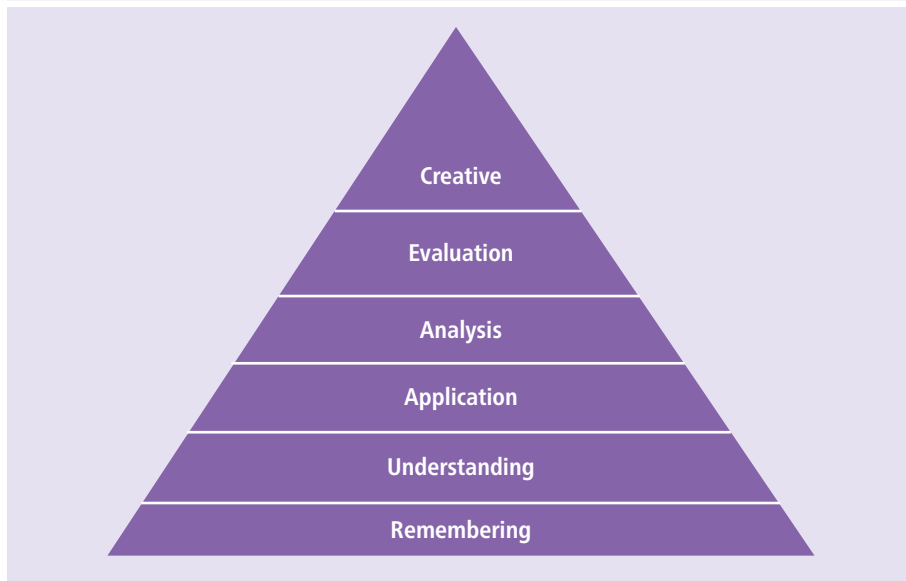 Creative
Evaluation
Analysis
Application
Understanding
Remembering